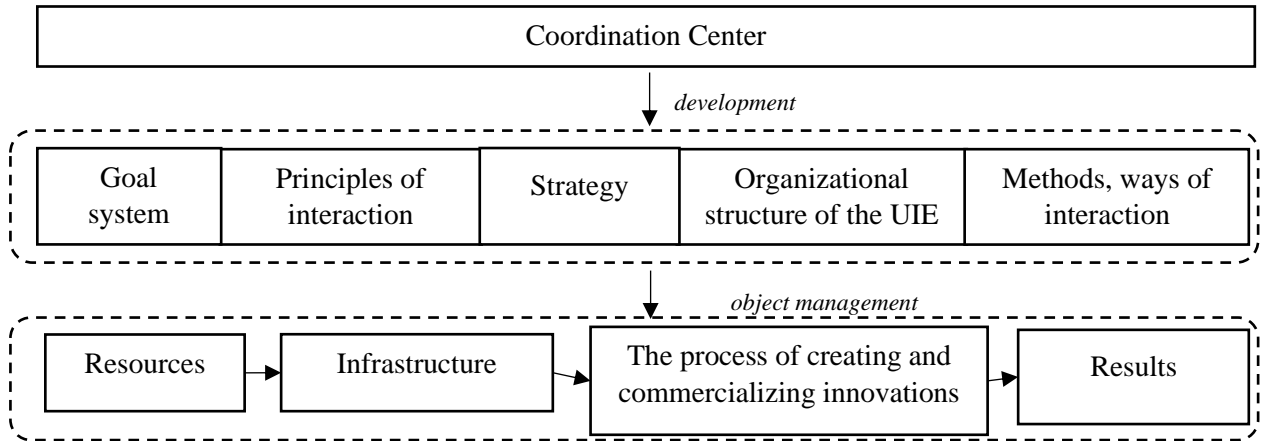 Coordination Center
development
Goal
system
Principles of
interaction
Strategy
Organizational
structure of the UIE
Methods, ways of
interaction
object management
Resources
Infrastructure
The process of creating and
commercializing innovations
Results